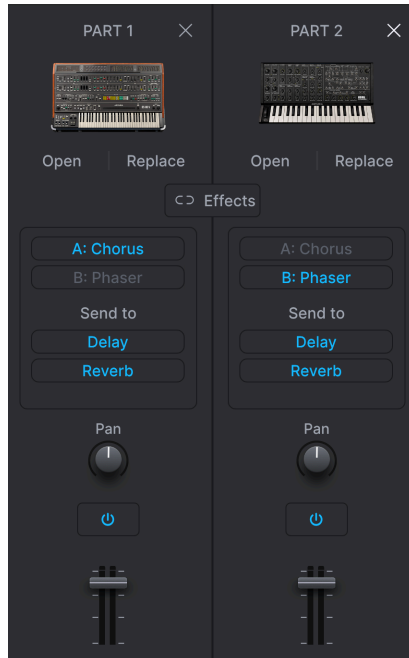 PART 1
PART 2
Open
Replace
Open
Replace
Effects
A: Chorus
B: Phaser
Send to
Delay
Reverb
Pan
A: Chorus
B: Phaser
Send to
Delay
Reverb
Pan